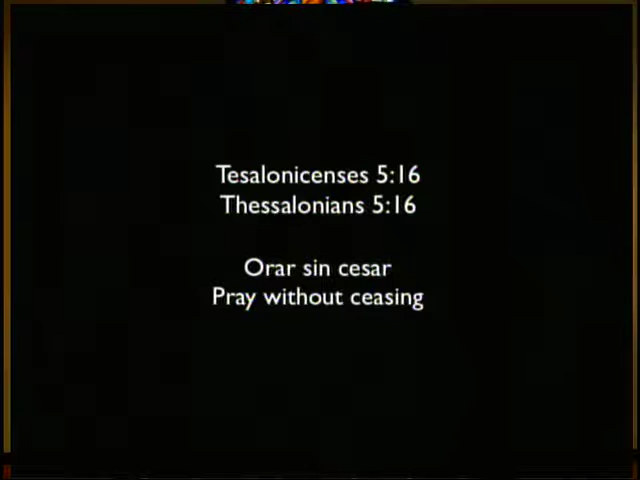 Tesalonicenses 5:16
Thessalonians 5:16
Orar sin cesar
Pray without ceasing